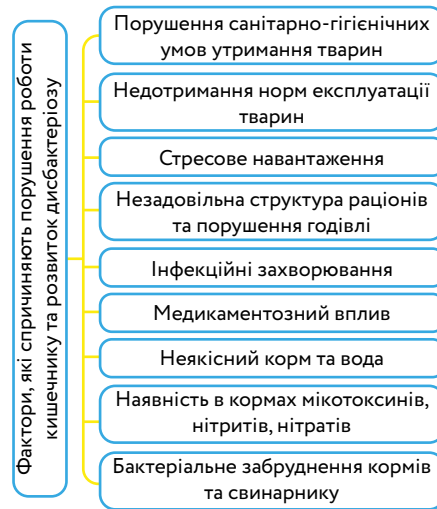 Фактори, які спричиняють порушення роботи
кишечнику та розвиток дисбактеріозу
Порушення санітарно-гігієнічних
умов утримання тварин
Недотримання норм експлуатації
тварин
Стресове навантаження
Незадовільна структура раціонів
та порушення годівлі
Інфекційні захворювання
Медикаментозний вплив
Неякісний корм та вода
Наявність в кормах мікотоксинів,
нітритів, нітратів
Бактеріальне забруднення кормів
та свинарнику